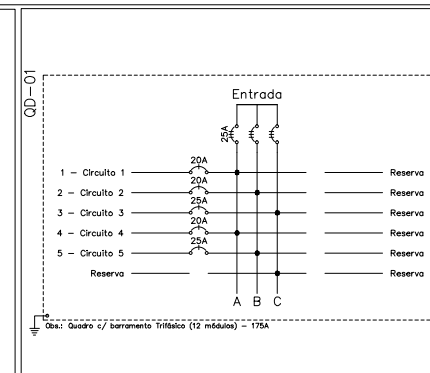 QD-01
Entrada
25A
20A
1 - Circuito 1 Reserva
20A
2 - Circuito 2 Reserva
25A
3 - Circuito 3 Reserva
20A
4 - Circuito 4 Reserva
25A
5 - Circuito 5 Reserva
Reserva Reserva
A B C
Obs.: Quadro c/ barramento Trifásico (12 módulos) - 175A